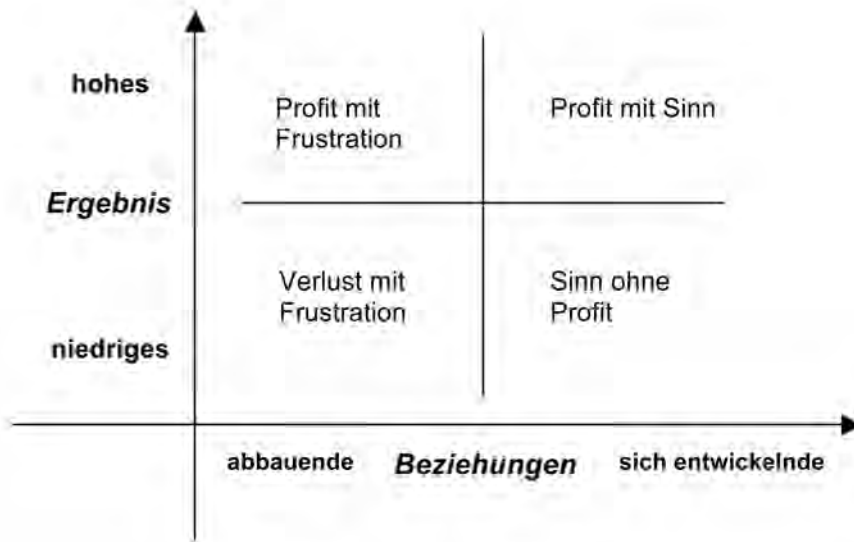 hohes
Profit mit
Frustration
Profit mit Sinn
Ergebnis
Verlust mit
Frustration
Sinn ohne
Profit
niedriges
abbauende
Beziehungen
sich entwickelnde